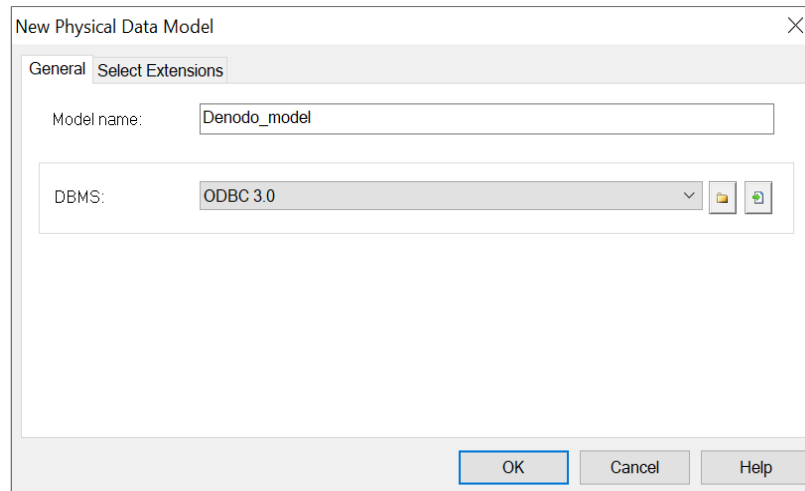 New Physical Data Model
General Select Extensions
Model name: Denodo_model
DBMS: ODBC 3.0
OK Cancel Help